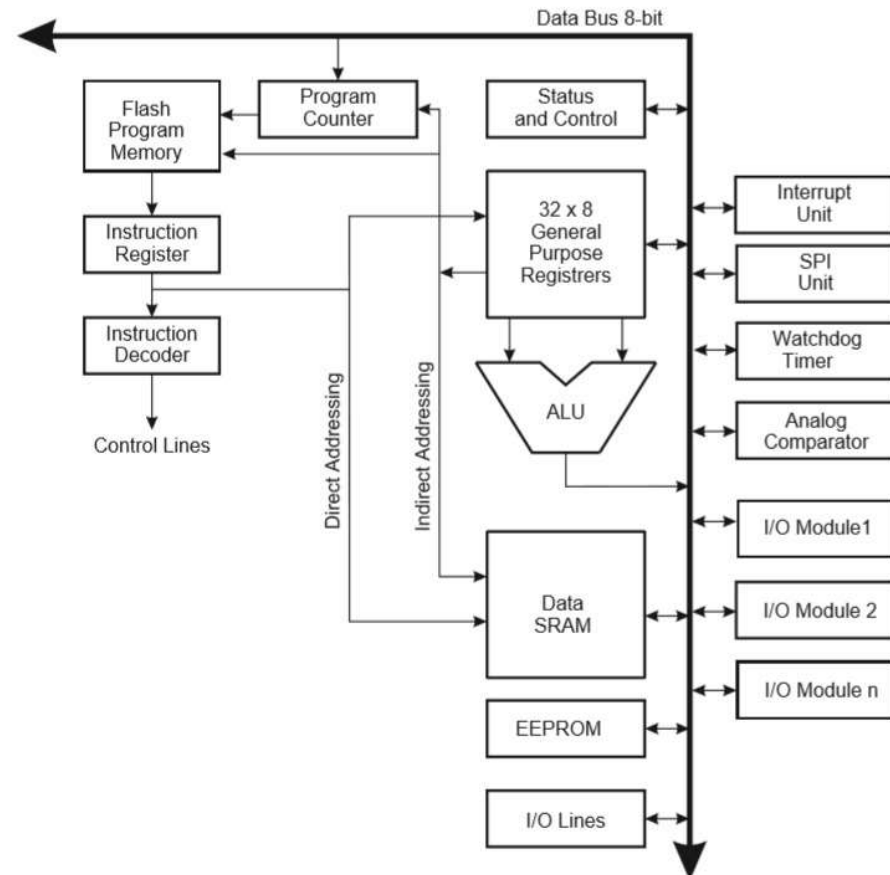 Data Bus 8-bit
Flash
Program
Memory
Program
Counter
Status
and Control
Instruction
Register
32 x 8
General
Purpose
Registrers
Interrupt
Unit
SPI
Unit
Instruction
Decoder
Watchdog
Timer
ALU
Analog
Comparator
Control Lines
Direct Addressing
Indirect Addressing
I/O Module1
Data
SRAM
I/O Module 2
I/O Module n
EEPROM
I/O Lines